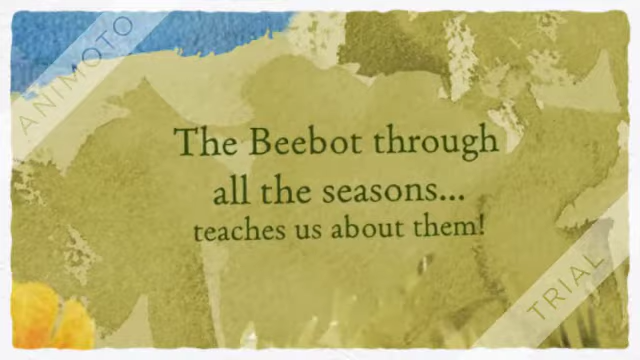 ANIMOTO
The Beebot through
all the seasons...
teaches us about them!
TRIAL